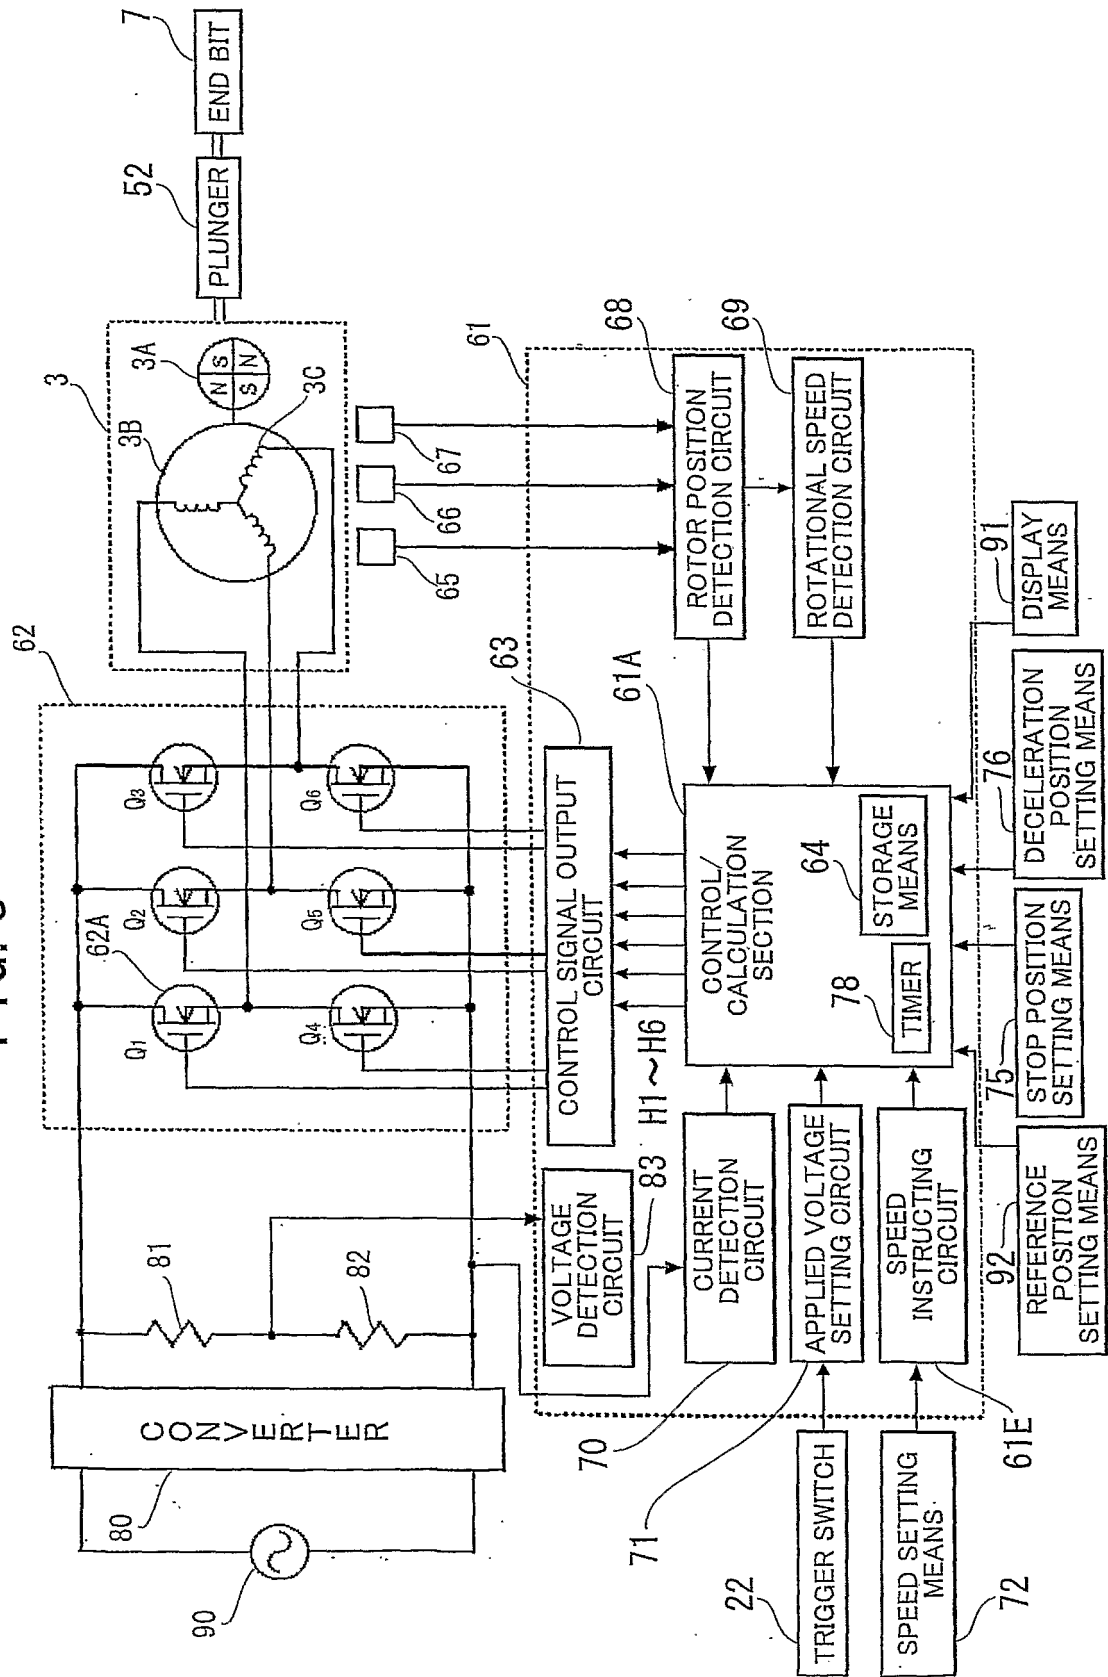 7
END BIT
52
PLUNGER
3
3A
N S
S N
3B
3C
62
62A
Q1
Q2
Q3
Q4
Q5
Q6
81
82
CONVERTER
80
90
65
66
67
61
68
ROTOR POSITION
DETECTION CIRCUIT
69
ROTATIONAL SPEED
DETECTION CIRCUIT
63
CONTROL SIGNAL OUTPUT
CIRCUIT
H1~H6
61A
CONTROL/
CALCULATION
SECTION
64
STORAGE
MEANS
78
TIMER
VOLTAGE
DETECTION
CIRCUIT
83
CURRENT
DETECTION
CIRCUIT
70
APPLIED VOLTAGE
SETTING CIRCUIT
71
SPEED
INSTRUCTING
CIRCUIT
61E
22
TRIGGER SWITCH
SPEED SETTING
MEANS
72
92
REFERENCE
POSITION
SETTING MEANS
75
STOP POSITION
SETTING MEANS
76
DECELERATION
POSITION
SETTING MEANS
91
DISPLAY
MEANS